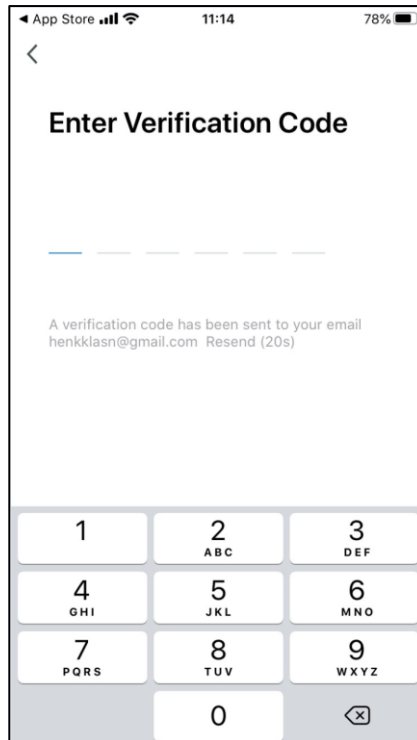 App Store 11:14 78%
Enter Verification Code
A verification code has been sent to your email
henkklasn@gmail.com Resend (20s)
1 2 3
ABC DEF
4 5 6
GHI JKL MNO
7 8 9
PQRS TUV WXYZ
0